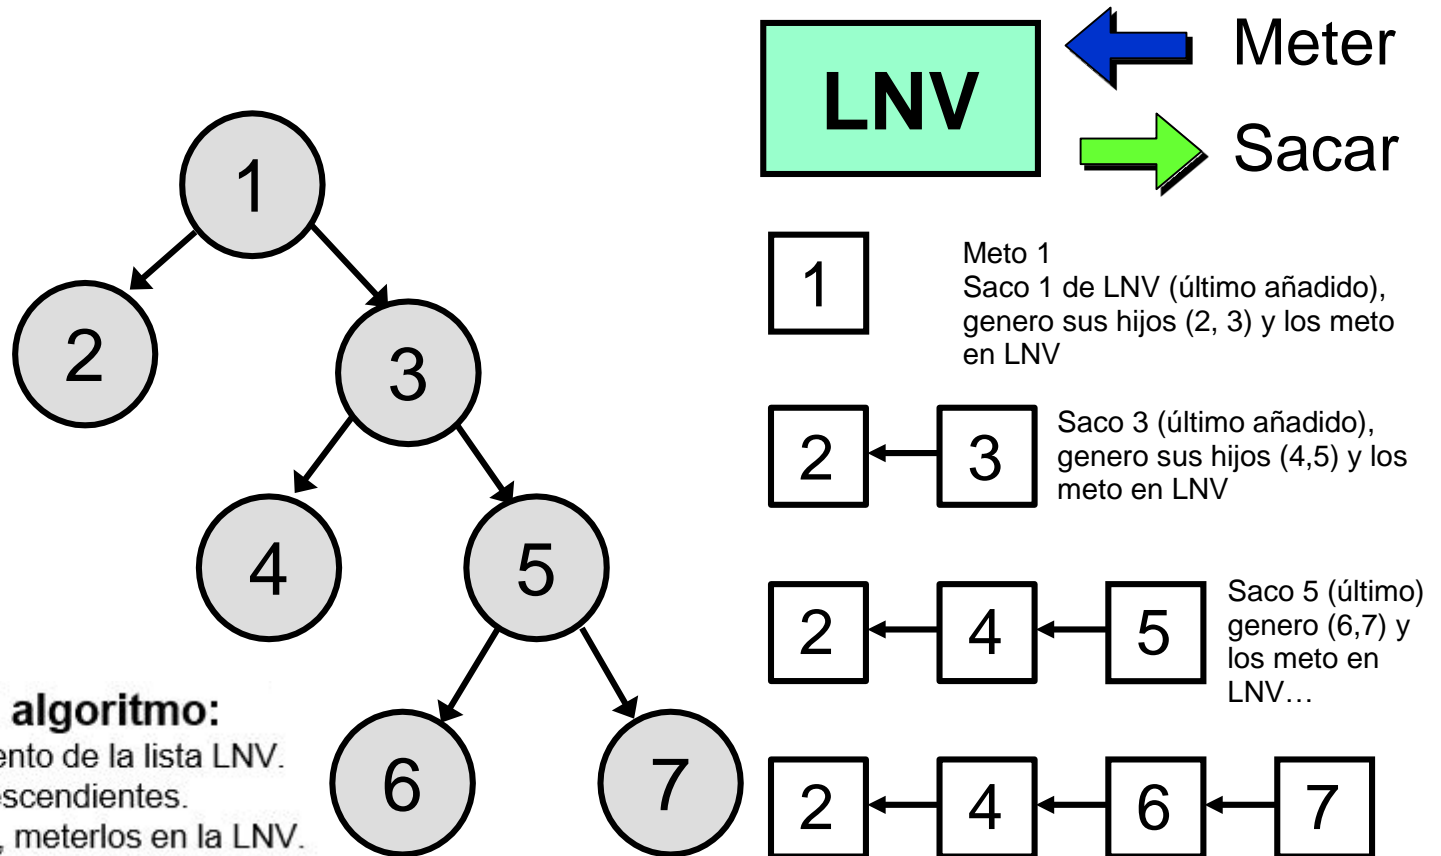 LNV
Meter
Sacar
1
2
3
4
5
6
7
1
Meto 1
Saco 1 de LNV (último añadido),
genero sus hijos (2, 3) y los meto
en LNV
2
3
Saco 3 (último añadido),
genero sus hijos (4,5) y los
meto en LNV
2
4
5
Saco 5 (último)
genero (6,7) y
los meto en
LNV…
2
4
6
7
algoritmo:
de la lista LNV.
, meterlos en la LNV.